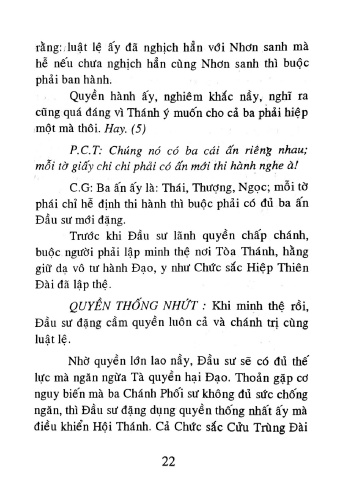 rằng: luật lệ ấy đã nghịch hẳn với Nhơn sanh mà
hễ nếu chưa nghịch hẳn cùng Nhơn sanh thì buộc
phải ban hành.
Quyền hành ấy, nghiêm khắc nầy, nghĩ ra
cũng quá đáng vì Thánh ý muốn cho cả ba phải hiệp
một mà thôi. Hay. (5)
P.C.T: Chúng nó có ba cái ấn riêng nhau;
mỗi tờ giấy chi chi phải có ấn mới thi hành nghe à!
C.G: Ba ấn ấy là: Thái, Thượng, Ngọc; mỗi tờ
phái chỉ hễ định thi hành thì buộc phải có đủ ba ấn
Đầu sư mới đặng.
Trước khi Đầu sư lãnh quyền chấp chánh,
buộc người phải lập minh thệ nơi Tòa Thánh, hằng
giữ dạ vô tư hành Đạo, y như Chức sắc Hiệp Thiên
Đài đã lập thệ.
QUYỀN THỐNG NHỨT : Khi minh thệ rồi,
Đầu sư đặng cầm quyền luôn cả và chánh trị cùng
luật lệ.
Nhờ quyền lớn lao nầy, Đầu sư sẽ có đủ thế
lực mà ngăn ngừa Tà quyền hại Đạo. Thoản gặp cơ
nguy biến mà ba Chánh Phối sư không đủ sức chống
ngăn, thì Đầu sư đặng dụng quyền thống nhất ấy mà
điều khiển Hội Thánh. Cả Chức sắc Cửu Trùng Đài
22